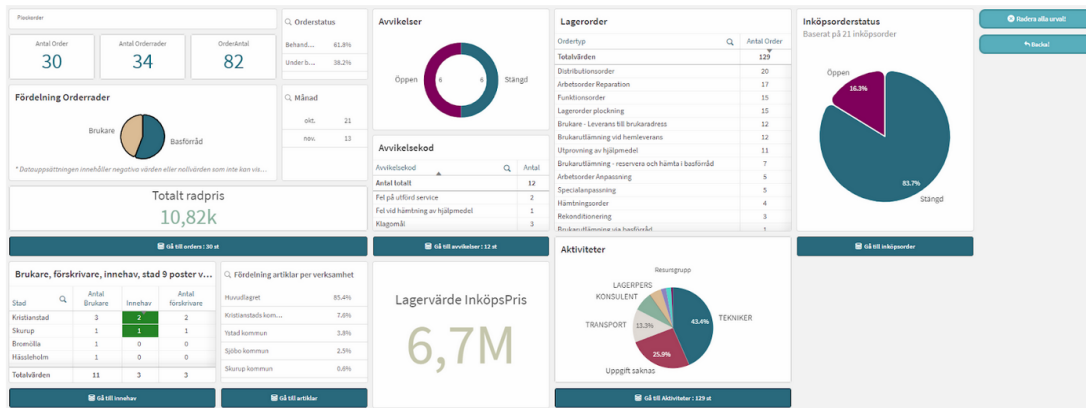 Plockorder
Antal Order
30
Antal Orderrader
34
OrderAntal
82
Fördelning Orderrader
Brukare
Basförråd
* Datauppsättningen innehåller negativa värden eller nollvärden som inte kan vis...
Totalt radpris
10,82k
Gå till orders : 30 st
Orderstatus
Behand... 61.8%
Under b... 38.2%
Månad
okt. 21
nov. 13
Avvikelser
Öppen
6
6
Stängd
Avvikelsekod
Avvikelsekod Antal
Antal totalt 12
Fel på utförd service 2
Fel vid hämtning av hjälpmedel 1
Klagomål 3
Gå till avvikelser : 12 st
Lagerorder
Ordertyp Antal Order
Totalvärden 129
Distributionsorder 20
Arbetsorder Reparation 17
Funktionsorder 15
Lagerorder plockning 15
Brukare - Leverans till brukaradress 12
Brukarutlämning vid hemleverans 12
Utprovning av hjälpmedel 11
Brukarutlämning - reservera och hämta i basförråd 7
Arbetsorder Anpassning 5
Specialanpassning 5
Hämtningsorder 4
Rekonditionering 3
Brukarutlämning via basförråd 1
Inköpsorderstatus
Baserat på 21 inköpsorder
Öppen
16.3%
83.7%
Stängd
Gå till inköpsorder
Radera alla urval!
Backa!
Brukare, förskrivare, innehav, stad 9 poster v...
Stad Antal Brukare Innehav Antal förskrivare
Kristianstad 3 2 2
Skurup 1 1 1
Bromölla 1 0 0
Hässleholm 1 0 0
Totalvärden 11 3 3
Gå till innehav
Fördelning artiklar per verksamhet
Huvudlagret 85.4%
Kristianstads kom... 7.6%
Ystad kommun 3.8%
Sjöbo kommun 2.5%
Skurup kommun 0.6%
Gå till artiklar
Lagervärde InköpsPris
6,7M
Aktiviteter
Resursgrupp
LAGERPERS
KONSULENT
TRANSPORT
13.3%
43.4%
TEKNIKER
25.9%
Uppgift saknas
Gå till Aktiviteter : 129 st